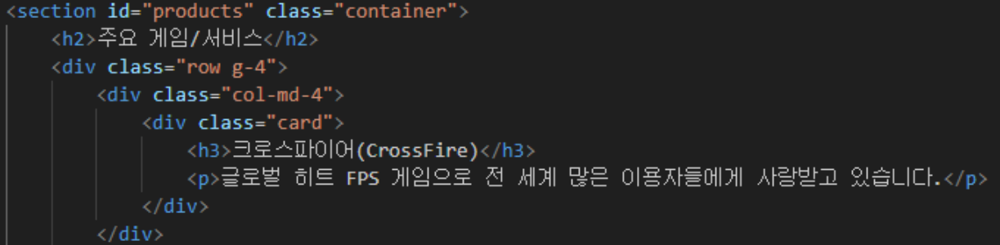 <section id="products" class="container">
<h2>주요 게임/서비스</h2>
<div class="row g-4">
<div class="col-md-4">
<div class="card">
<h3>크로스파이어(CrossFire)</h3>
<p>글로벌 히트 FPS 게임으로 전 세계 많은 이용자들에게 사랑받고 있습니다.</p>
</div>
</div>